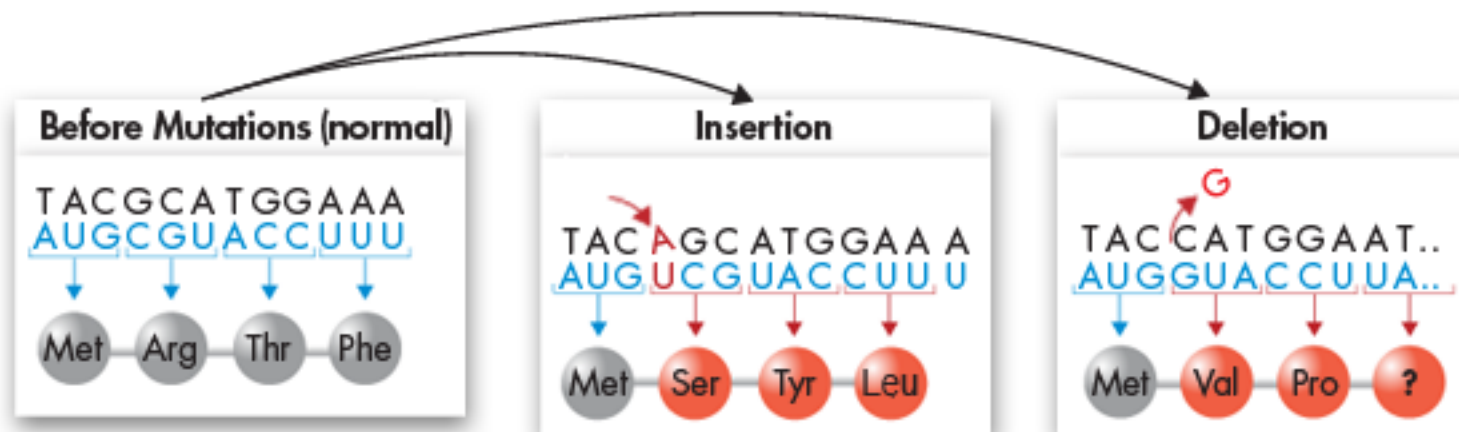 Before Mutations (normal)
TACGCATGGAAA
AUGCGUACCUUU
Met Arg Thr Phe
Insertion
TACAGCATGGAAA
AUGUCGUACCUUU
Met Ser Tyr Leu
Deletion
G
TACCATGGAAT..
AUGGUACCUUA..
Met Val Pro ?